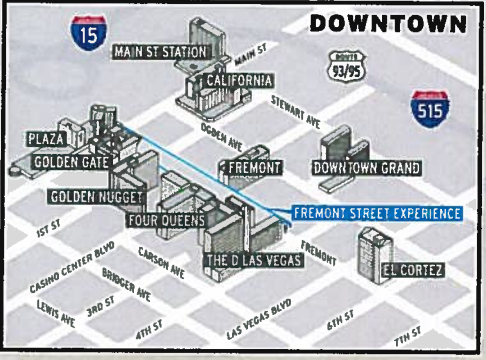 DOWNTOWN
INTERSTATE
15
MAIN ST STATION
MAIN ST
ROUTE
93/95
CALIFORNIA
STEWART AVE
515
OGDEN AVE
PLAZA
GOLDEN GATE
FREMONT
DOWNTOWN GRAND
GOLDEN NUGGET
FOUR QUEENS
FREMONT STREET EXPERIENCE
1ST ST
CARSON AVE
THE D LAS VEGAS
FREMONT
EL CORTEZ
CASINO CENTER BLVD
BRIDGER AVE
LEWIS AVE
3RD ST
4TH ST
LAS VEGAS BLVD
6TH ST
7TH ST